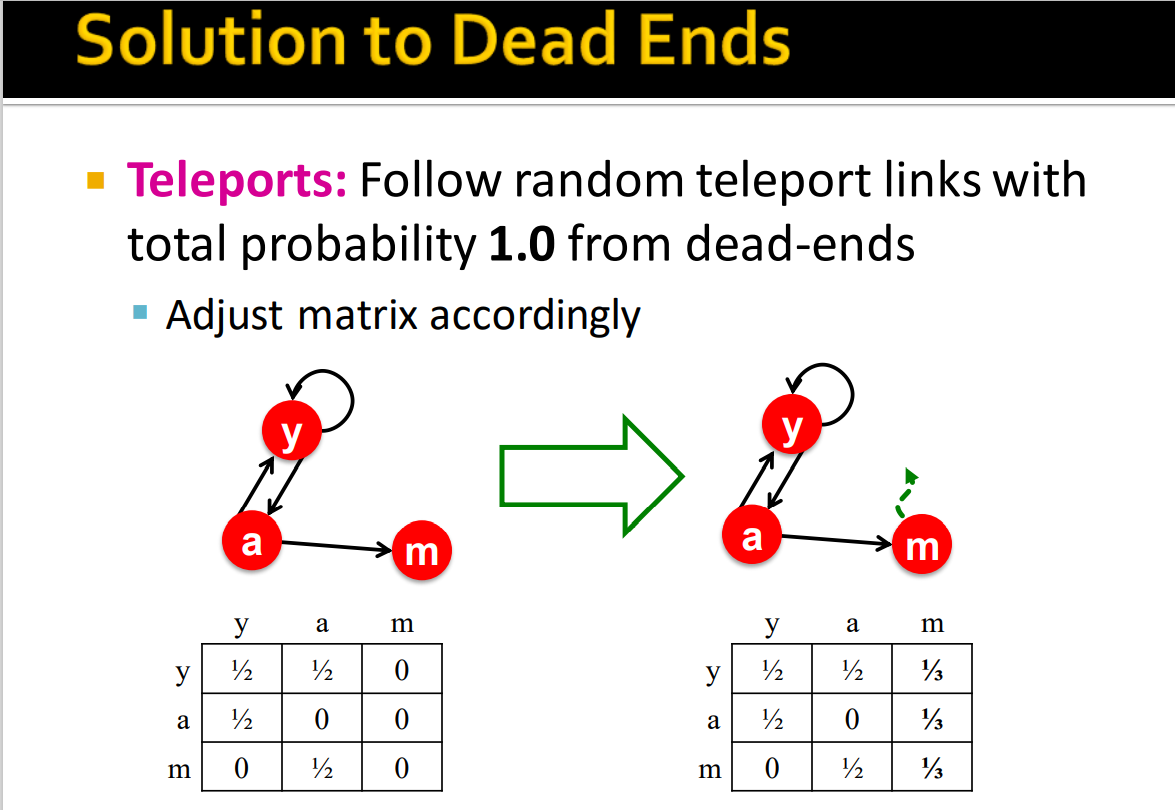 Solution to Dead Ends
Teleports: Follow random teleport links with
total probability 1.0 from dead-ends
Adjust matrix accordingly
y
a
m
y
a
m
y a m
y ½ ½ 0
a ½ 0 0
m 0 ½ 0
y a m
y ½ ½ ⅓
a ½ 0 ⅓
m 0 ½ ⅓